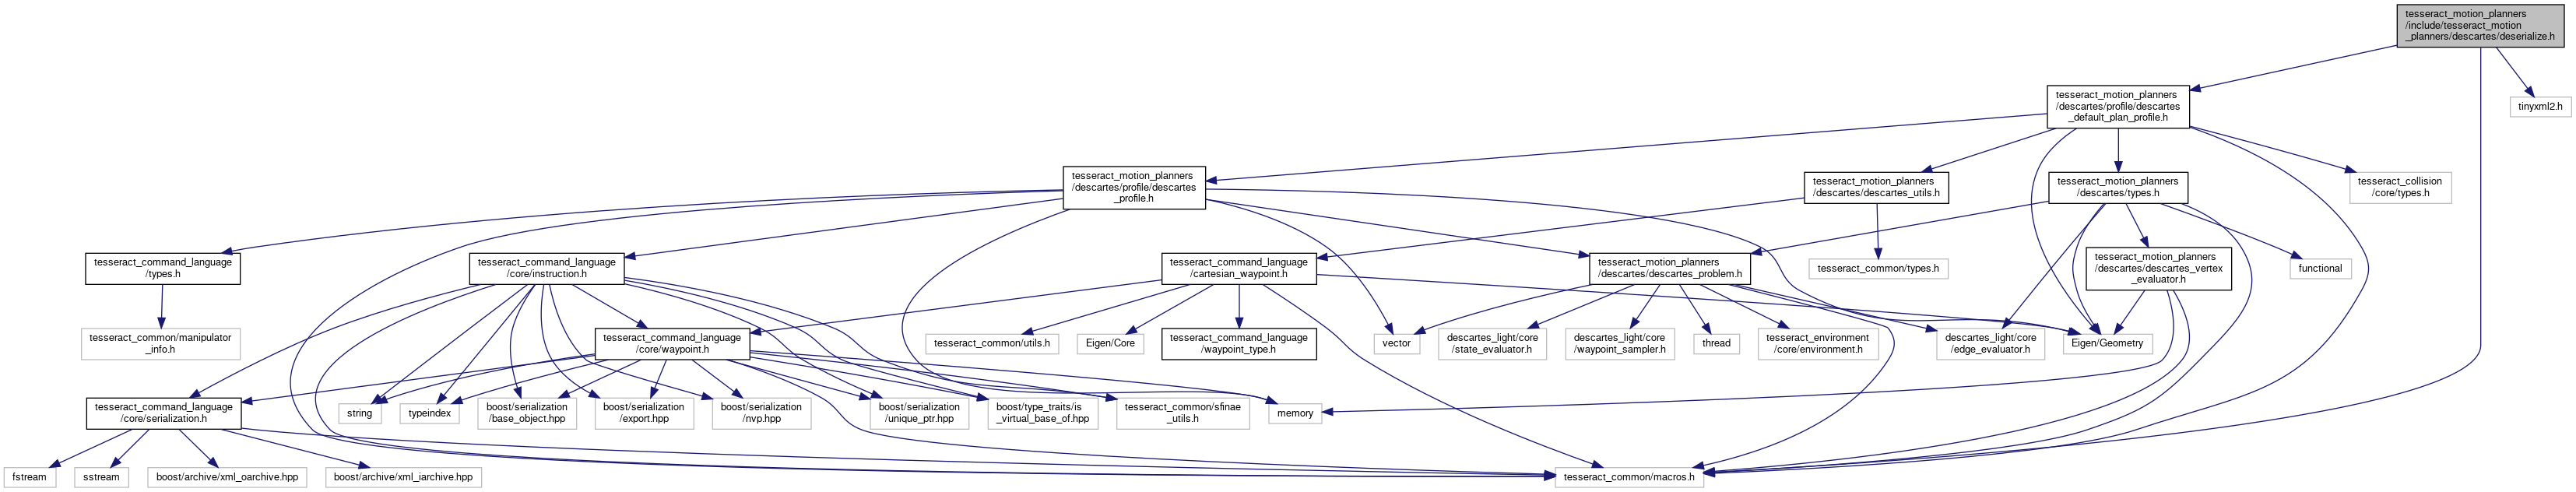 tesseract_motion_planners
/include/tesseract_motion
_planners/descartes/deserialize.h
tesseract_motion_planners
/descartes/profile/descartes
_default_plan_profile.h
tinyxml2.h
tesseract_motion_planners
/descartes/profile/descartes
_profile.h
tesseract_motion_planners
/descartes/descartes_utils.h
tesseract_motion_planners
/descartes/types.h
tesseract_collision
/core/types.h
tesseract_command_language
/types.h
tesseract_command_language
/core/instruction.h
tesseract_command_language
/cartesian_waypoint.h
tesseract_motion_planners
/descartes/descartes_problem.h
tesseract_common/types.h
tesseract_motion_planners
/descartes/descartes_vertex
_evaluator.h
functional
tesseract_common/manipulator
_info.h
tesseract_command_language
/core/waypoint.h
tesseract_common/utils.h
Eigen/Core
tesseract_command_language
/waypoint_type.h
vector
descartes_light/core
/state_evaluator.h
descartes_light/core
/waypoint_sampler.h
thread
tesseract_environment
/core/environment.h
descartes_light/core
/edge_evaluator.h
Eigen/Geometry
tesseract_command_language
/core/serialization.h
string
typeindex
boost/serialization
/base_object.hpp
boost/serialization
/export.hpp
boost/serialization
/nvp.hpp
boost/serialization
/unique_ptr.hpp
boost/type_traits/is
_virtual_base_of.hpp
tesseract_common/sfinae
_utils.h
memory
fstream
sstream
boost/archive/xml_oarchive.hpp
boost/archive/xml_iarchive.hpp
tesseract_common/macros.h